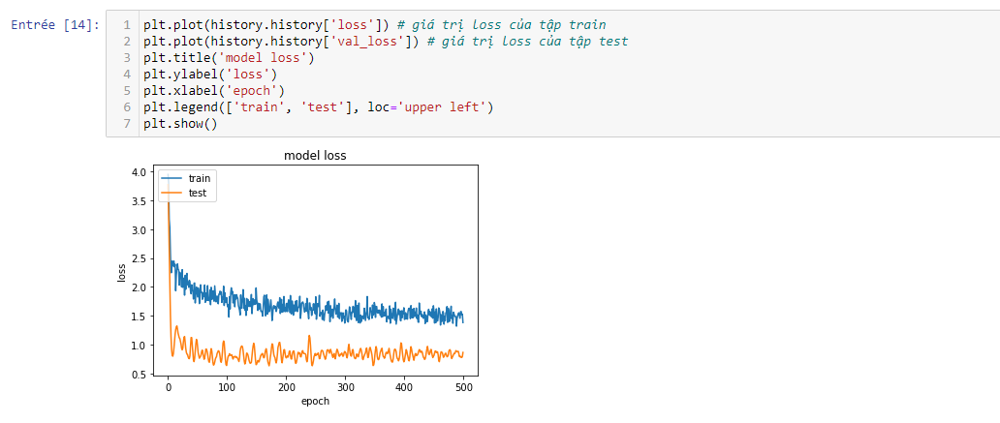 Entrée [14]:
1 plt.plot(history.history['loss']) # giá trị loss của tập train
2 plt.plot(history.history['val_loss']) # giá trị loss của tập test
3 plt.title('model loss')
4 plt.ylabel('loss')
5 plt.xlabel('epoch')
6 plt.legend(['train', 'test'], loc='upper left')
7 plt.show()
model loss
train
test
4.0
3.5
3.0
2.5
2.0
1.5
1.0
0.5
loss
0 100 200 300 400 500
epoch